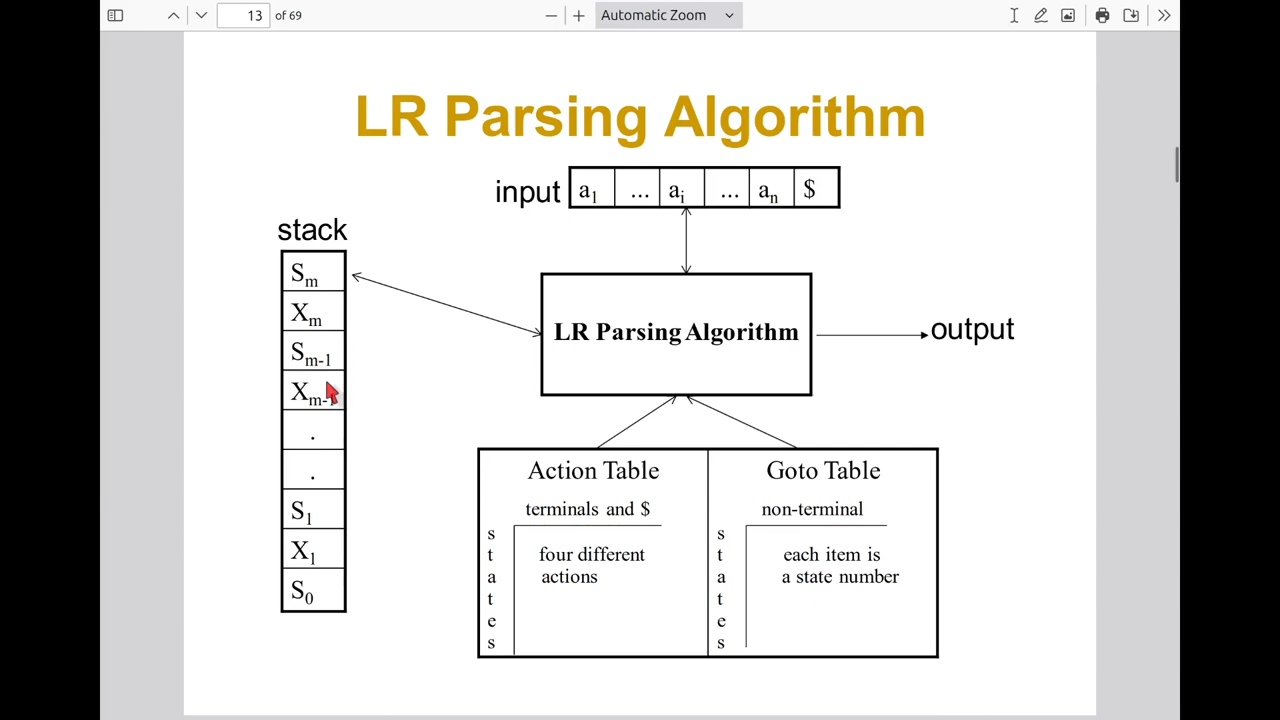 13 of 69
Automatic Zoom
LR Parsing Algorithm
input a1 ... ai ... an $
stack
Sm
Xm
Sm-1
Xm-
.
.
S1
X1
S0
LR Parsing Algorithm
output
Action Table
terminals and $
states
four different
actions
Goto Table
non-terminal
states
each item is
a state number